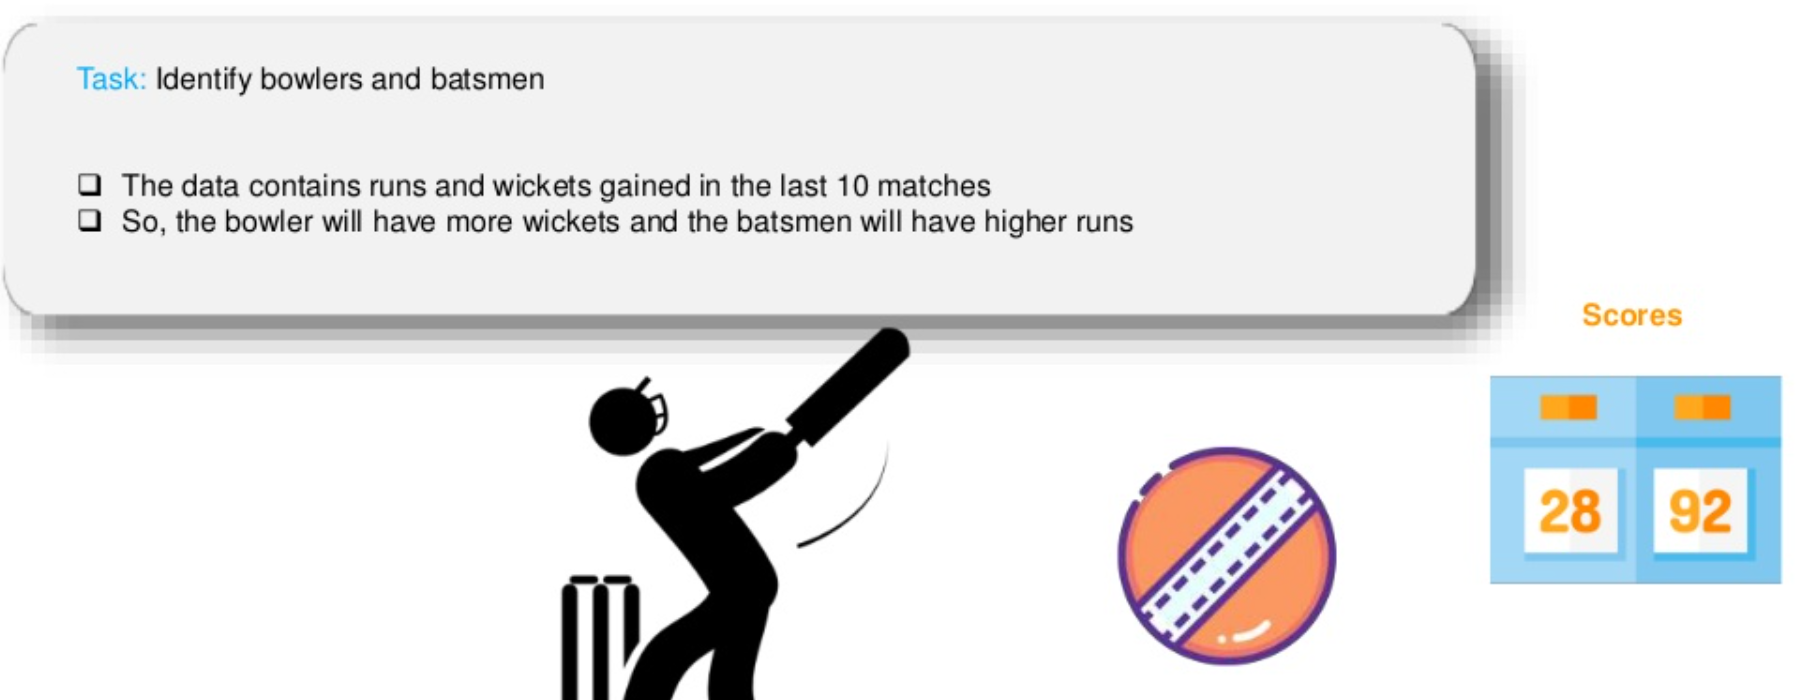 Task: Identify bowlers and batsmen
❑ The data contains runs and wickets gained in the last 10 matches
❑ So, the bowler will have more wickets and the batsmen will have higher runs
Scores
28 92